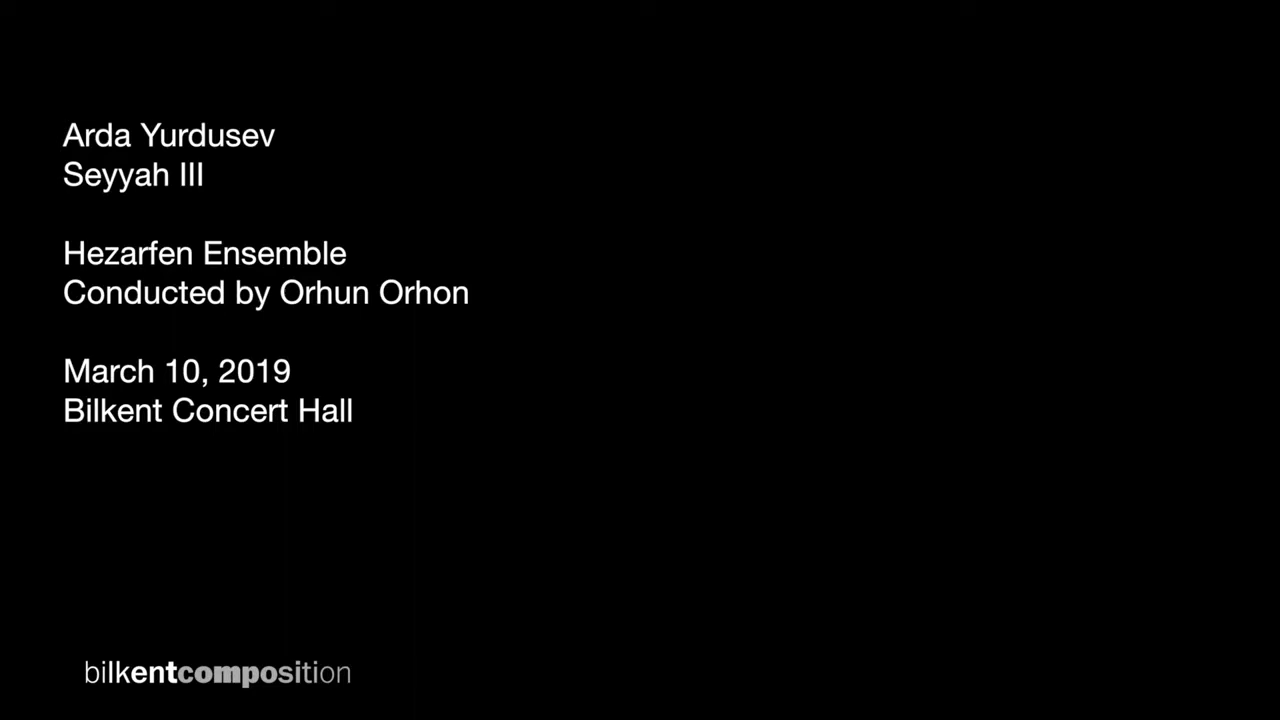 Arda Yurdusev
Seyyah III
Hezarfen Ensemble
Conducted by Orhun Orhon
March 10, 2019
Bilkent Concert Hall
bilkentcomposition